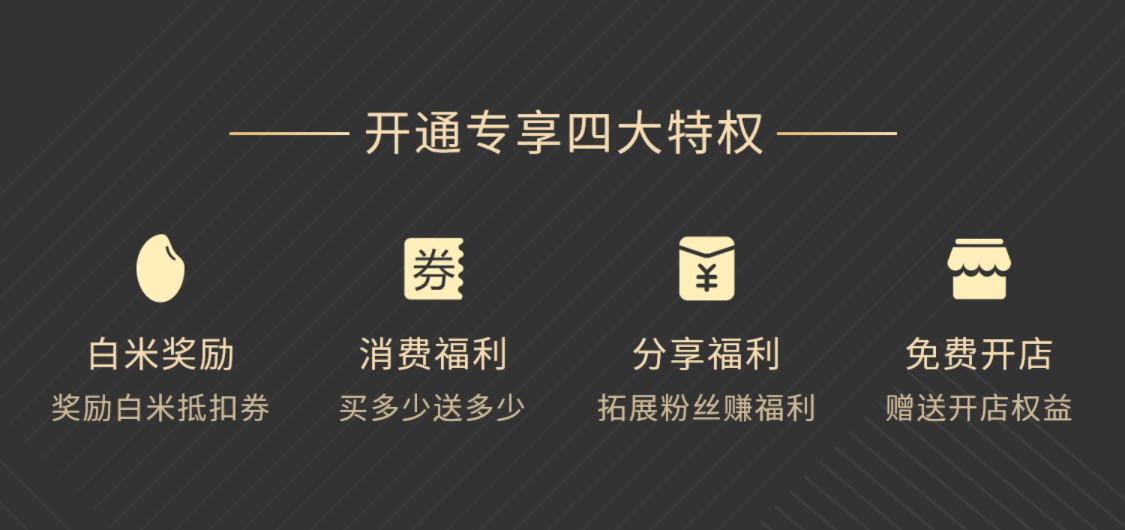 开通专享四大特权
券
¥
白米奖励
消费福利
分享福利
免费开店
奖励白米抵扣券
买多少送多少
拓展粉丝赚福利
赠送开店权益